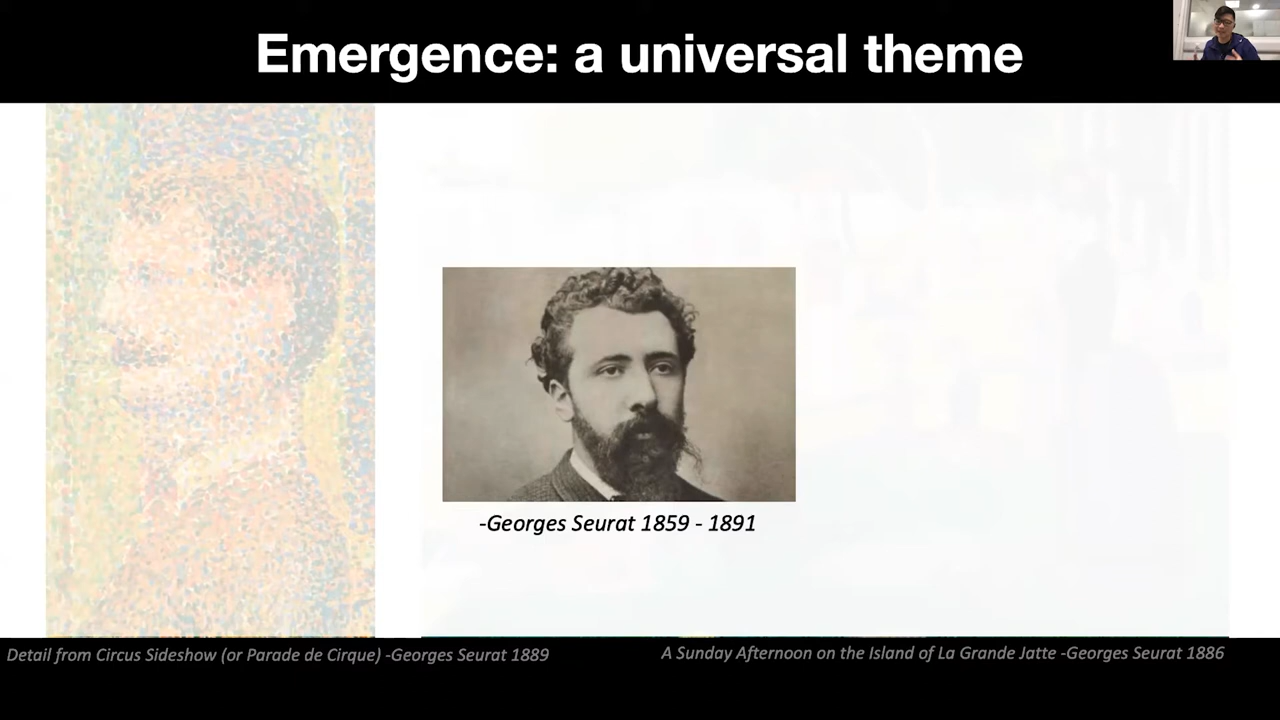 Emergence: a universal theme
-Georges Seurat 1859 - 1891
Detail from Circus Sideshow (or Parade de Cirque) -Georges Seurat 1889
A Sunday Afternoon on the Island of La Grande Jatte -Georges Seurat 1886